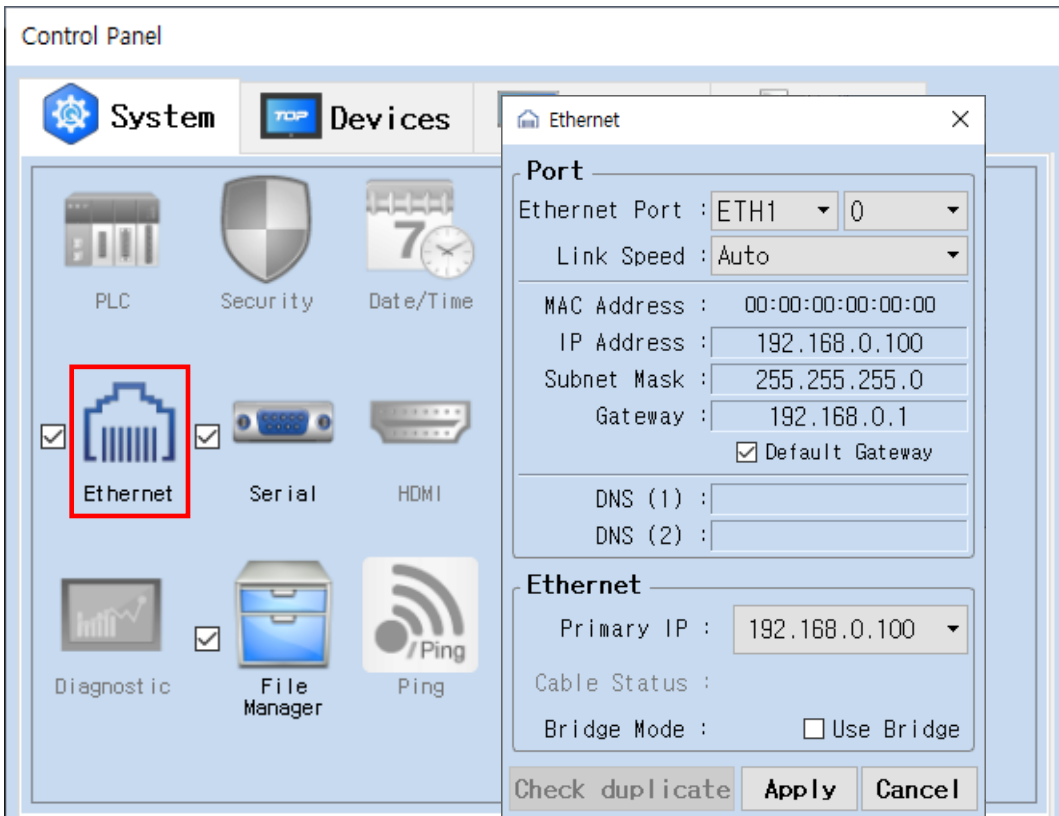 Control Panel
System
TOP
Devices
Ethernet
Port
Ethernet Port : ETH1 0
Link Speed : Auto
MAC Address : 00:00:00:00:00:00
IP Address : 192.168.0.100
Subnet Mask : 255.255.255.0
Gateway : 192.168.0.1
Default Gateway
DNS (1) :
DNS (2) :
Ethernet
Primary IP : 192.168.0.100
Cable Status :
Bridge Mode : Use Bridge
Check duplicate Apply Cancel
7
PLC Security Date/Time
Ethernet Serial HDMI
/Ping
Diagnostic File Manager Ping